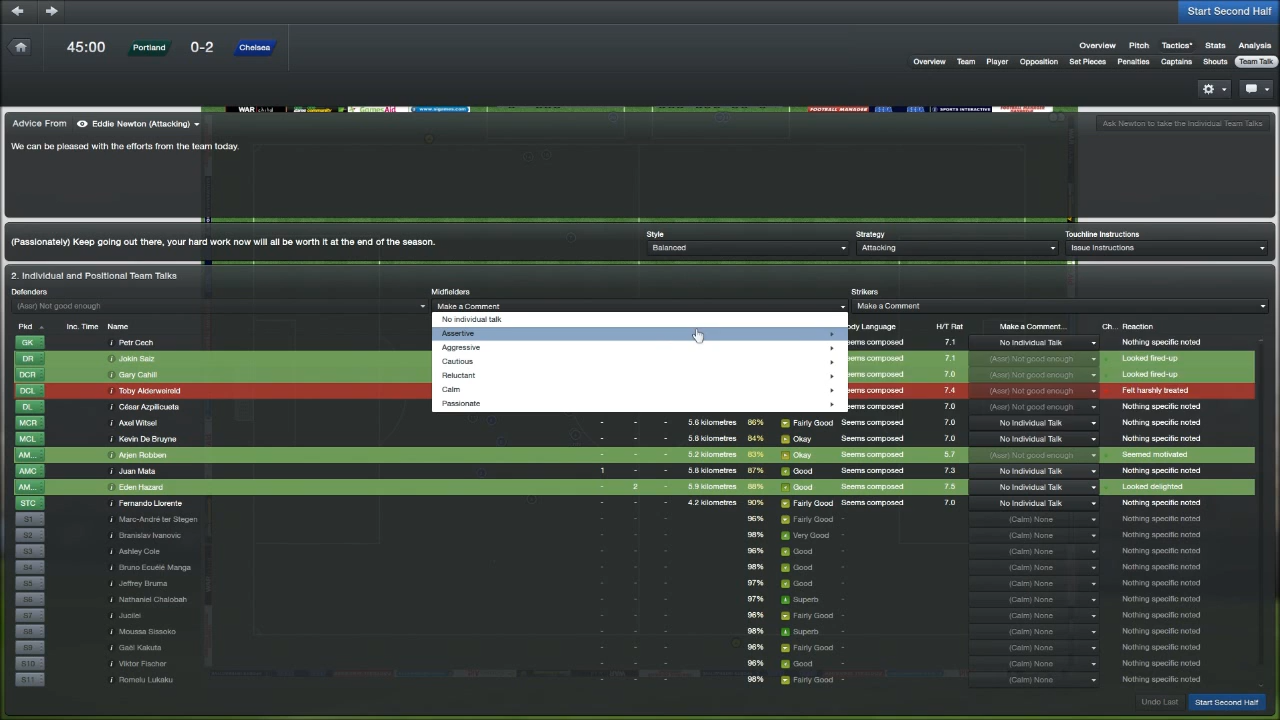 Start Second Half
45:00 Portland 0-2 Chelsea
Overview Pitch Tactics* Stats Analysis
Overview Team Player Opposition Set Pieces Penalties Captains Shouts Team Talk
WAR child GamesAid www.sigames.com FOOTBALL MANAGER SPORTS INTERACTIVE
Advice From Eddie Newton (Attacking) Ask Newton to take the Individual Team Talks
We can be pleased with the efforts from the team today.
Style Strategy Touchline Instructions
(Passionately) Keep going out there, your hard work now will all be worth it at the end of the season.
Balanced Attacking Issue Instructions
2. Individual and Positional Team Talks
Defenders Midfielders Strikers
(Assr) Not good enough Make a Comment Make a Comment
No individual talk
Assertive
Aggressive
Cautious
Reluctant
Calm
Passionate
Pkd Inc. Time Name ody Language H/T Rat Make a Comment... Ch... Reaction
GK i Petr Cech eems composed 7.1 No Individual Talk Nothing specific noted
DR i Jokin Saiz eems composed 7.1 (Assr) Not good enough Looked fired-up
DCR i Gary Cahill eems composed 7.0 (Assr) Not good enough Looked fired-up
DCL i Toby Alderweireld eems composed 7.4 (Assr) Not good enough Felt harshly treated
DL i César Azpilicueta eems composed 7.0 (Assr) Not good enough Nothing specific noted
MCR i Axel Witsel - - - 5.6 kilometres 86% Fairly Good Seems composed 7.0 No Individual Talk Nothing specific noted
MCL i Kevin De Bruyne - - - 5.8 kilometres 84% Okay Seems composed 7.0 No Individual Talk Nothing specific noted
AM... i Arjen Robben - - - 5.2 kilometres 83% Okay Seems composed 5.7 (Assr) Not good enough Seemed motivated
AMC i Juan Mata 1 - - 5.8 kilometres 87% Good Seems composed 7.3 No Individual Talk Nothing specific noted
AM... i Eden Hazard - 2 - 5.9 kilometres 88% Good Seems composed 7.5 No Individual Talk Looked delighted
STC i Fernando Llorente - - - 4.2 kilometres 90% Fairly Good Seems composed 7.0 No Individual Talk Nothing specific noted
S1 i Marc-André ter Stegen 96% Fairly Good - (Calm) None Nothing specific noted
S2 i Branislav Ivanovic 98% Very Good - (Calm) None Nothing specific noted
S3 i Ashley Cole 96% Good - (Calm) None Nothing specific noted
S4 i Bruno Ecuélé Manga 98% Good - (Calm) None Nothing specific noted
S5 i Jeffrey Bruma 97% Good - (Calm) None Nothing specific noted
S6 i Nathaniel Chalobah 97% Superb - (Calm) None Nothing specific noted
S7 i Jucilei 96% Fairly Good - (Calm) None Nothing specific noted
S8 i Moussa Sissoko 98% Superb - (Calm) None Nothing specific noted
S9 i Gaël Kakuta 96% Fairly Good - (Calm) None Nothing specific noted
S10 i Viktor Fischer 96% Good - (Calm) None Nothing specific noted
S11 i Romelu Lukaku 98% Fairly Good - (Calm) None Nothing specific noted
Undo Last Start Second Half